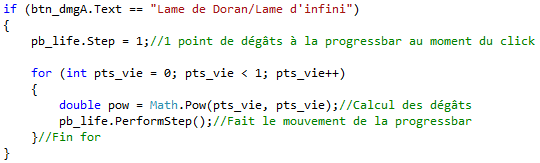 if (btn_dmgA.Text == "Lame de Doran/Lame d'infini")
{
pb_life.Step = 1;//1 point de dégâts à la progressbar au moment du click
for (int pts_vie = 0; pts_vie < 1; pts_vie++)
{
double pow = Math.Pow(pts_vie, pts_vie);//Calcul des dégâts
pb_life.PerformStep();//Fait le mouvement de la progressbar
}//Fin for
}